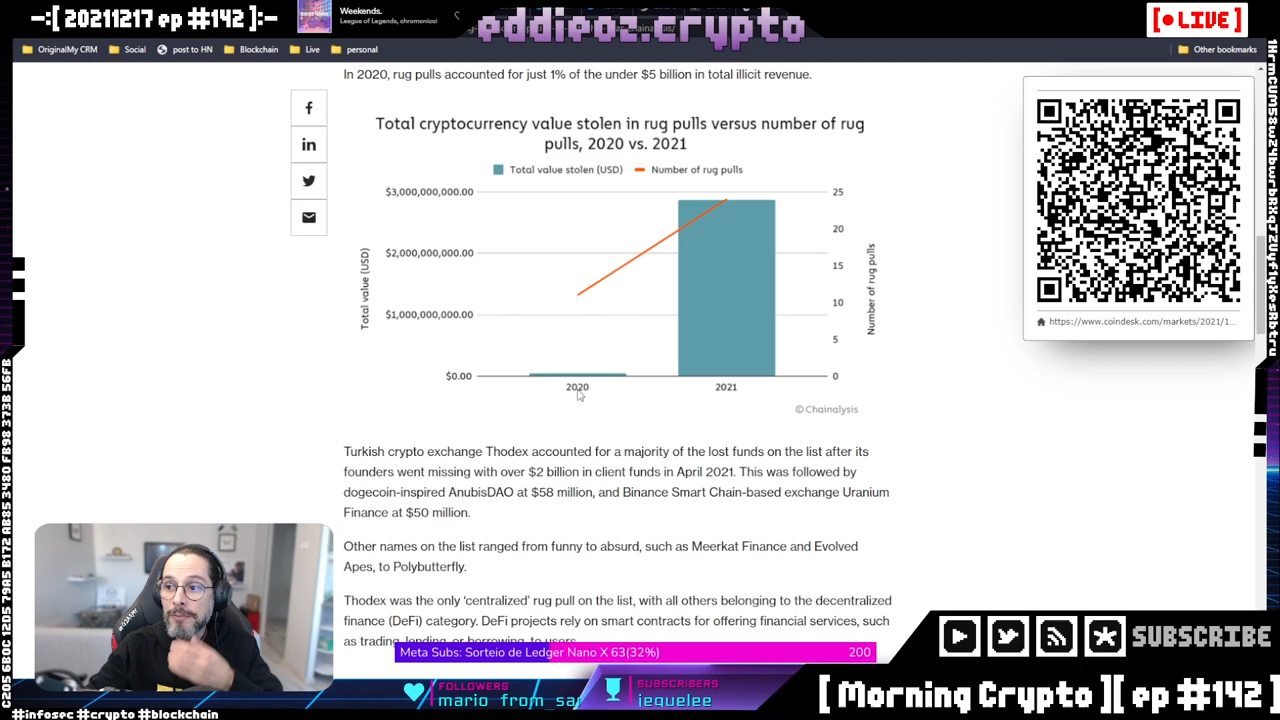 -:[ 20211217 ep #142 ]:-
Weekends.
League of Legends, chromonicci
eddieoz.crypto
[ LIVE ]
OriginalMy CRM
Social
post to HN
Blockchain
Live
personal
Other bookmarks
In 2020, rug pulls accounted for just 1% of the under $5 billion in total illicit revenue.
Total cryptocurrency value stolen in rug pulls versus number of rug
pulls, 2020 vs. 2021
Total value stolen (USD)
Number of rug pulls
$3,000,000,000.00
$2,000,000,000.00
$1,000,000,000.00
$0.00
Total value (USD)
25
20
15
10
5
0
Number of rug pulls
2020
2021
© Chainalysis
https://www.coindesk.com/markets/2021/1...
Turkish crypto exchange Thodex accounted for a majority of the lost funds on the list after its
founders went missing with over $2 billion in client funds in April 2021. This was followed by
dogecoin-inspired AnubisDAO at $58 million, and Binance Smart Chain-based exchange Uranium
Finance at $50 million.
Other names on the list ranged from funny to absurd, such as Meerkat Finance and Evolved
Apes, to Polybutterfly.
Thodex was the only ‘centralized’ rug pull on the list, with all others belonging to the decentralized
finance (DeFi) category. DeFi projects rely on smart contracts for offering financial services, such
as trading, lending, or borrowing, to users.
Meta Subs: Sorteio de Ledger Nano X 63(32%)
200
FOLLOWERS
mario_from_sa
SUBSCRIBERS
ieguelee
SUBSCRIBE
[ Morning Crypto ][ ep #142 ]
#infosec #crypto #blockchain